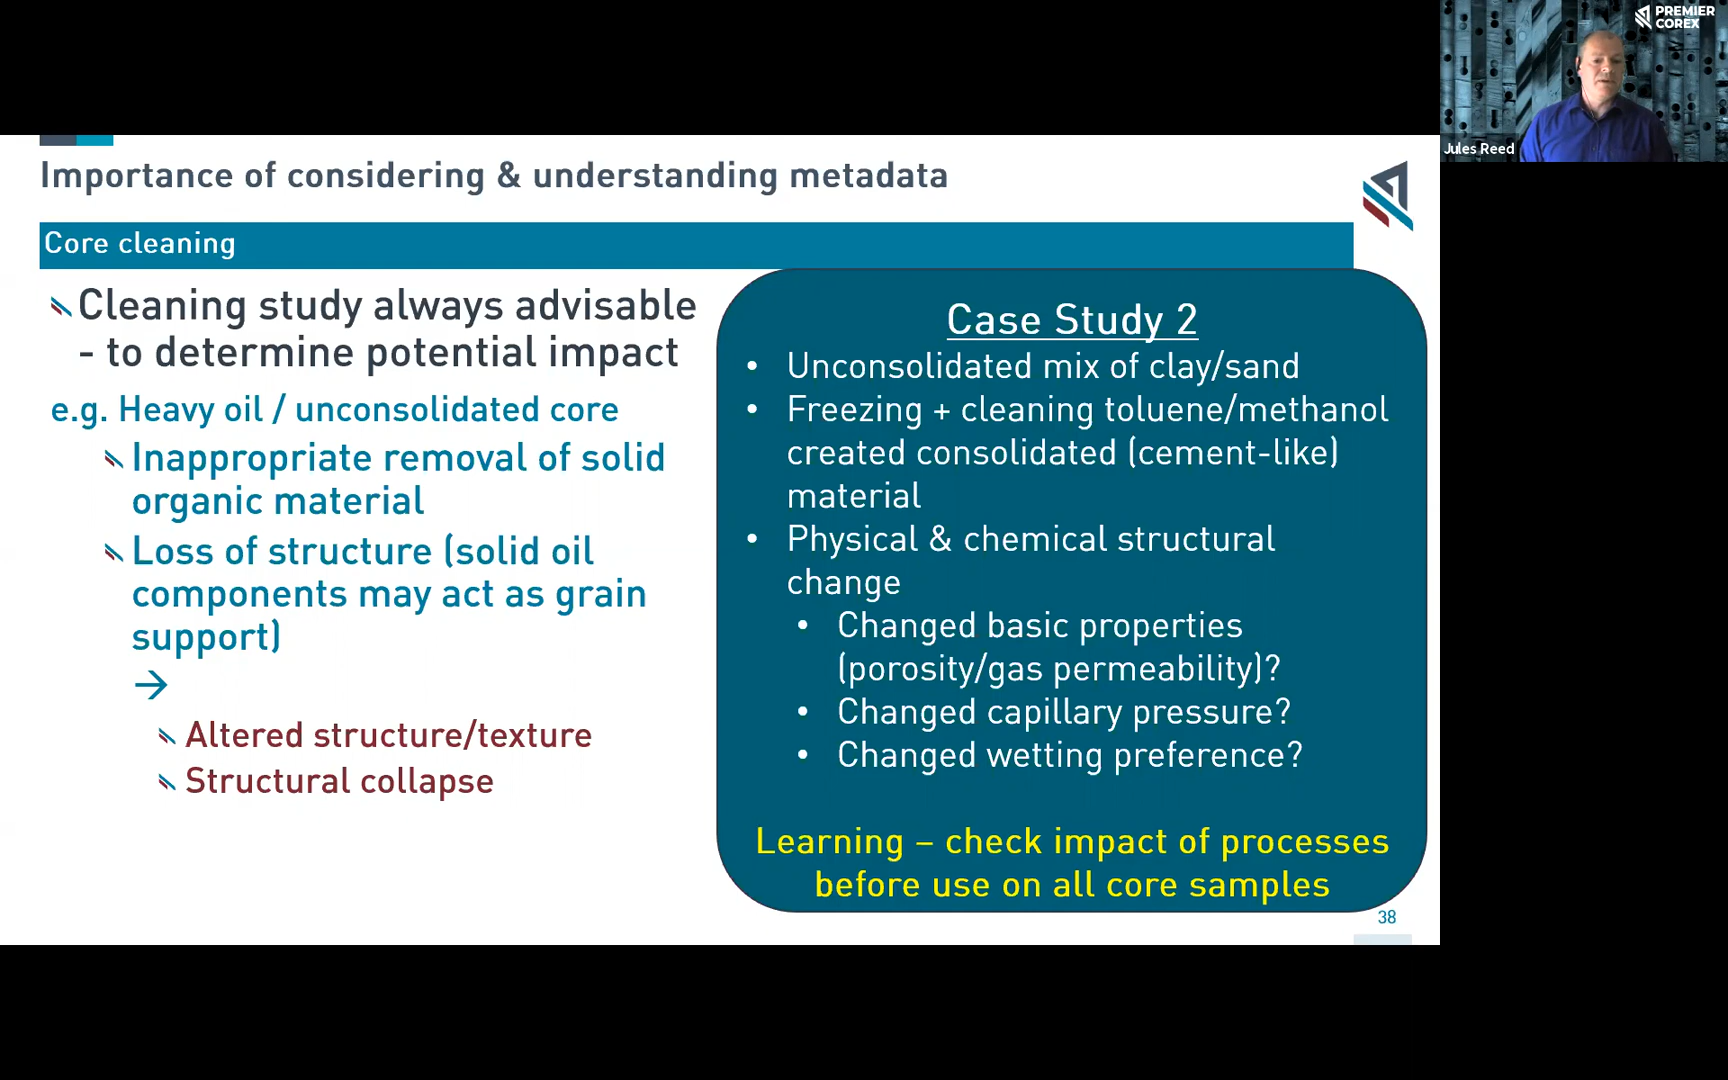 PREMIER
COREX
Jules Reed
Importance of considering & understanding metadata
Core cleaning
Cleaning study always advisable
- to determine potential impact
e.g. Heavy oil / unconsolidated core
Inappropriate removal of solid
organic material
Loss of structure (solid oil
components may act as grain
support)
→
Altered structure/texture
Structural collapse
Case Study 2
• Unconsolidated mix of clay/sand
• Freezing + cleaning toluene/methanol
created consolidated (cement-like)
material
• Physical & chemical structural
change
• Changed basic properties
(porosity/gas permeability)?
• Changed capillary pressure?
• Changed wetting preference?
Learning – check impact of processes
before use on all core samples
38